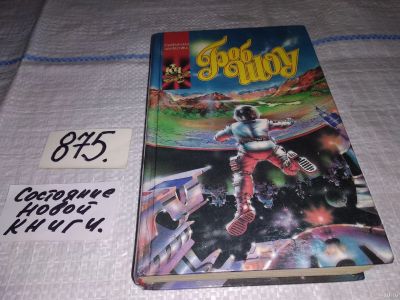 Боб
Шоу
875.
Состояние
новой
книги.